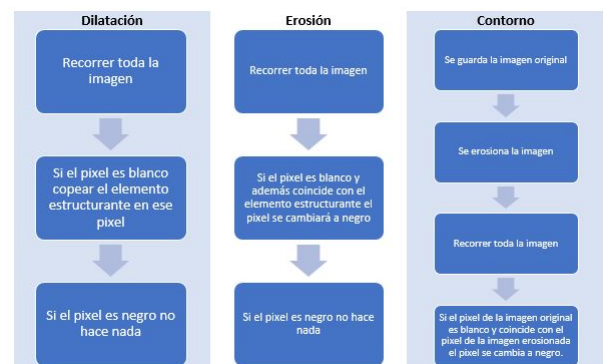 Dilatación
Recorrer toda la
imagen
Si el pixel es blanco
copear el elemento
estructurante en ese
pixel
Si el pixel es negro no
hace nada
Erosión
Recorrer toda la imagen
Si el pixel es blanco y
además coincide con el
elemento estructurante el
pixel se cambiará a negro
Si el pixel es negro no hace
nada
Contorno
Se guarda la imagen original
Se erosiona la imagen
Recorrer toda la imagen
Si el pixel de la imagen original
es blanco y coincide con el
pixel de la imagen erosionada
el pixel se cambia a negro.